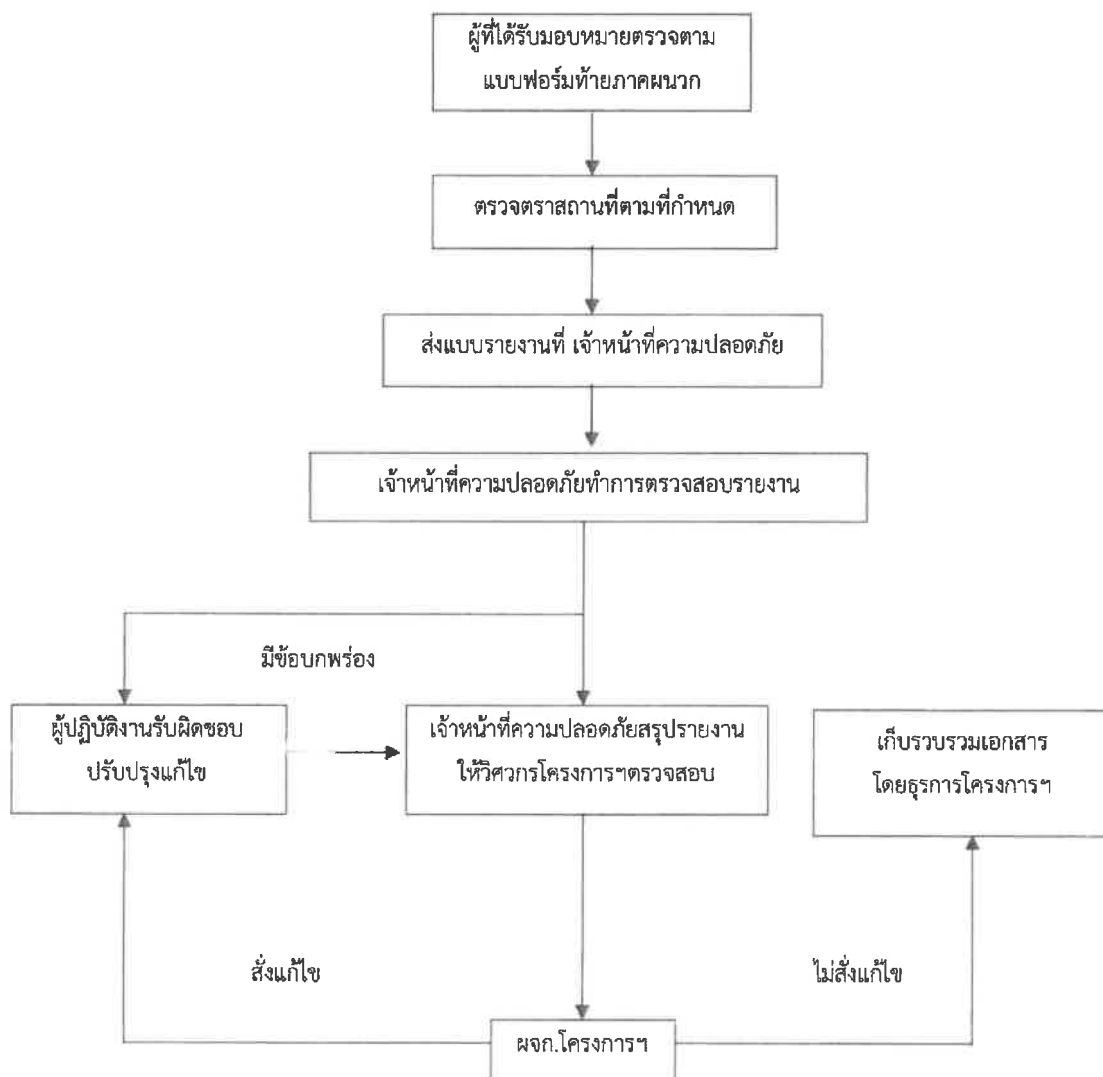 ผู้ที่ได้รับมอบหมายตรวจตาม
แบบฟอร์มท้ายภาคผนวก
ตรวจตราสถานที่ตามที่กำหนด
ส่งแบบรายงานที่ เจ้าหน้าที่ความปลอดภัย
เจ้าหน้าที่ความปลอดภัยทำการตรวจสอบรายงาน
มีข้อบกพร่อง
ผู้ปฏิบัติงานรับผิดชอบ
ปรับปรุงแก้ไข
เจ้าหน้าที่ความปลอดภัยสรุปรายงาน
ให้วิศวกรโครงการฯตรวจสอบ
เก็บรวบรวมเอกสาร
โดยธุรการโครงการฯ
สั่งแก้ไข
ไม่สั่งแก้ไข
ผจก.โครงการฯ